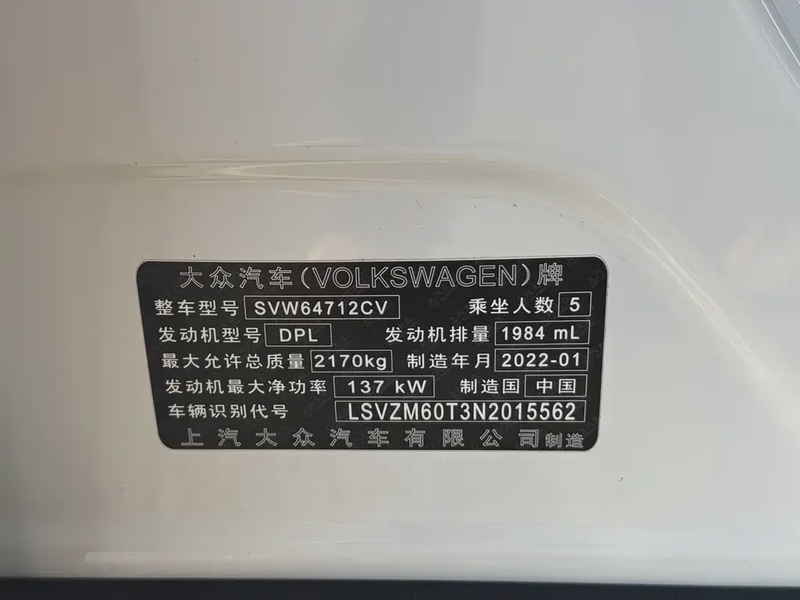 大众汽车(VOLKSWAGEN)牌
整车型号 SVW64712CV 乘坐人数 5
发动机型号 DPL 发动机排量 1984 mL
最大允许总质量 2170kg 制造年月 2022-01
发动机最大净功率 137 kW 制造国 中国
车辆识别代号 LSVZM60T3N2015562
上汽大众汽车有限公司制造